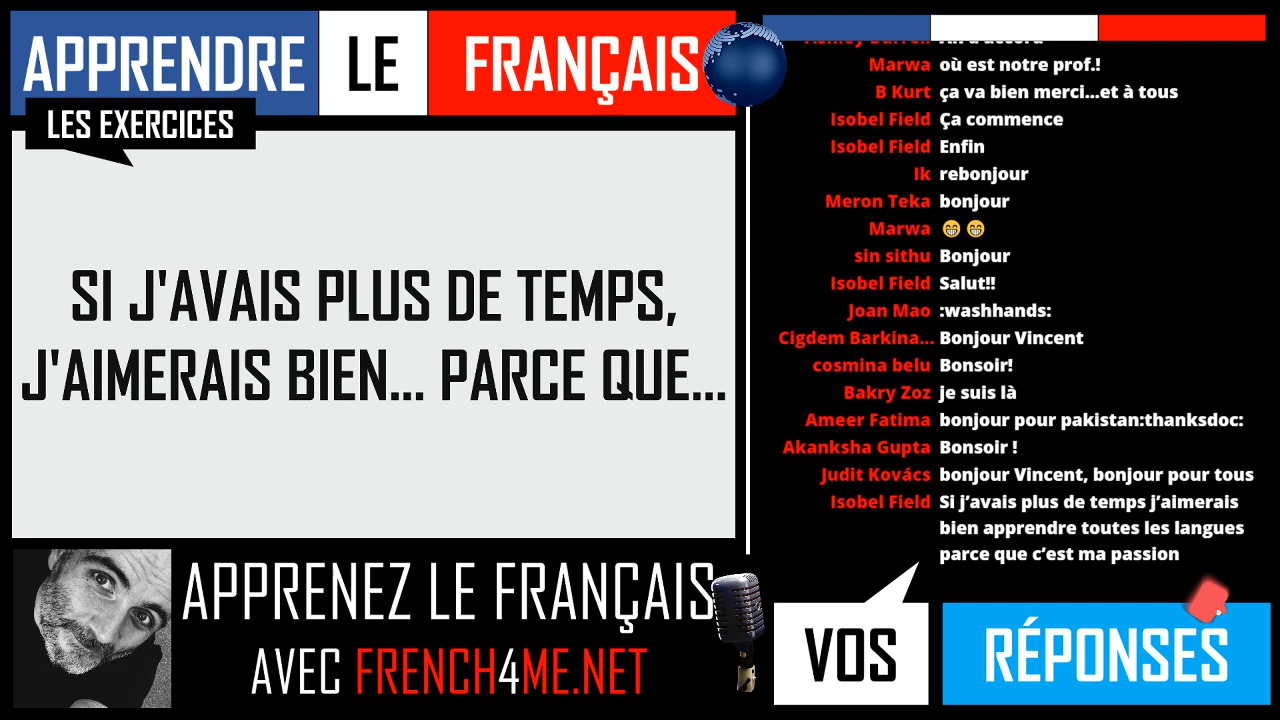 APPRENDRE LE FRANÇAIS
LES EXERCICES
SI J'AVAIS PLUS DE TEMPS,
J'AIMERAIS BIEN... PARCE QUE...
APPRENEZ LE FRANÇAIS
AVEC FRENCH4ME.NET
Marwa où est notre prof.!
B Kurt ça va bien merci...et à tous
Isobel Field Ça commence
Isobel Field Enfin
Ik rebonjour
Meron Teka bonjour
Marwa 😁😁
sin sithu Bonjour
Isobel Field Salut!!
Joan Mao :washhands:
Cigdem Barkina... Bonjour Vincent
cosmina belu Bonsoir!
Bakry Zoz je suis là
Ameer Fatima bonjour pour pakistan:thanksdoc:
Akanksha Gupta Bonsoir !
Judit Kovács bonjour Vincent, bonjour pour tous
Isobel Field Si j’avais plus de temps j’aimerais
bien apprendre toutes les langues
parce que c’est ma passion
VOS RÉPONSES